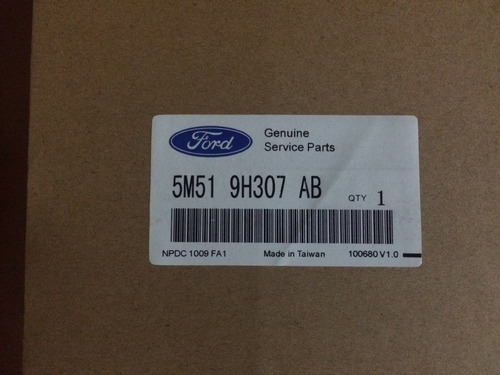 Ford
Genuine
Service Parts
5M51 9H307 AB
QTY 1
NPDC 1009 FA1 Made in Taiwan 100680 V1.0